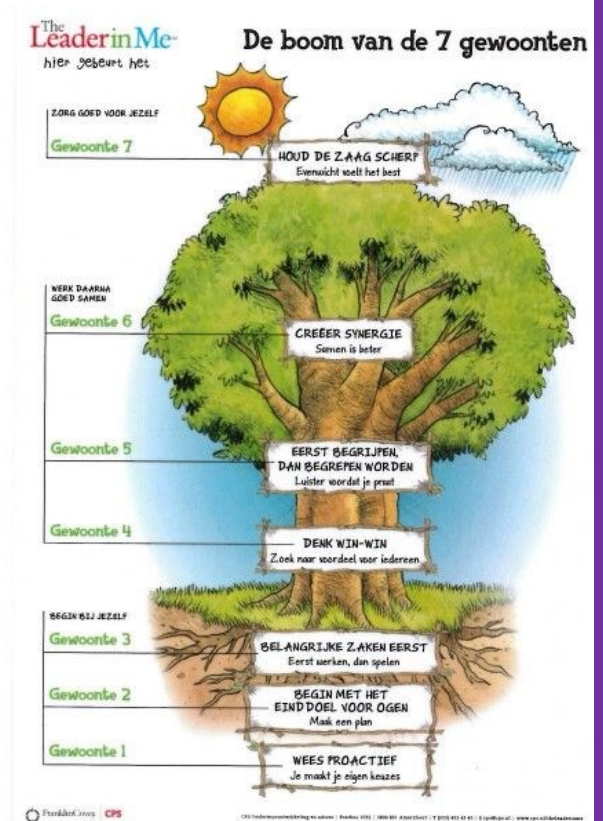 The
Leader in Me
hier gebeurt het
De boom van de 7 gewoonten
ZORG GOED VOOR JEZELF
Gewoonte 7
HOUD DE ZAAG SCHERP
Evenwicht voelt het best
WERK DAARNA
GOED SAMEN
Gewoonte 6
CREËER SYNERGIE
Samen is beter
Gewoonte 5
EERST BEGRIJPEN,
DAN BEGREPEN WORDEN
Luister voordat je praat
Gewoonte 4
DENK WIN-WIN
Zoek naar voordeel voor iedereen
BEGIN BIJ JEZELF
Gewoonte 3
BELANGRIJKE ZAKEN EERST
Eerst werken, dan spelen
Gewoonte 2
BEGIN MET HET
EINDDOEL VOOR OGEN
Maak een plan
Gewoonte 1
WEES PROACTIEF
Je maakt je eigen keuzes
FranklinCovey CPS